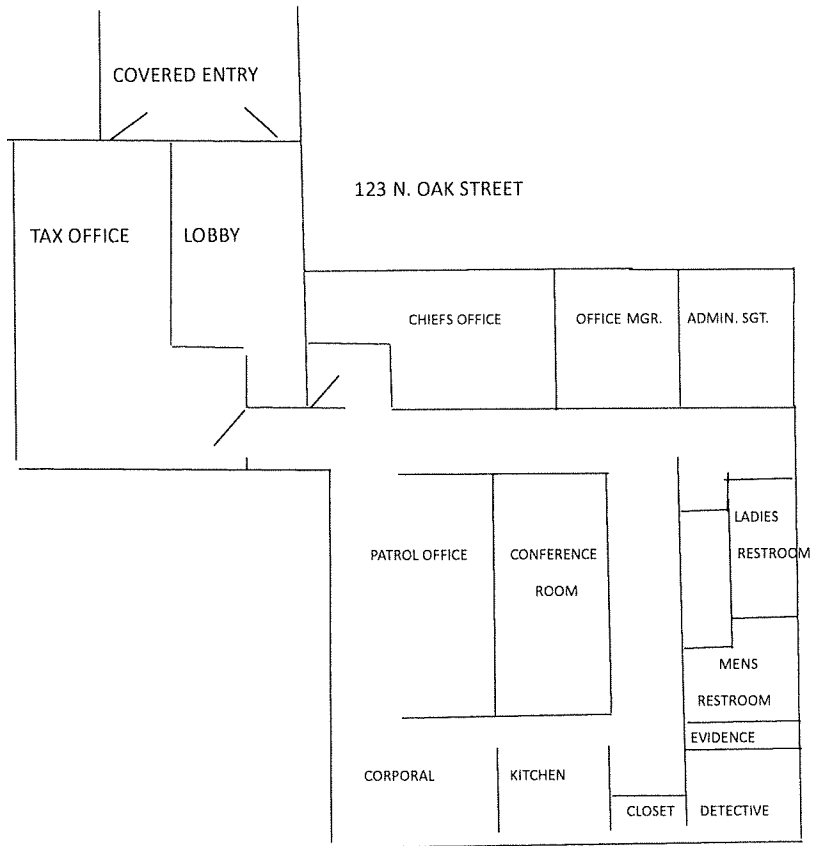 COVERED ENTRY
123 N. OAK STREET
TAX OFFICE
LOBBY
CHIEFS OFFICE
OFFICE MGR.
ADMIN. SGT.
LADIES
RESTROOM
PATROL OFFICE
CONFERENCE
ROOM
MENS
RESTROOM
EVIDENCE
CORPORAL
KITCHEN
CLOSET
DETECTIVE